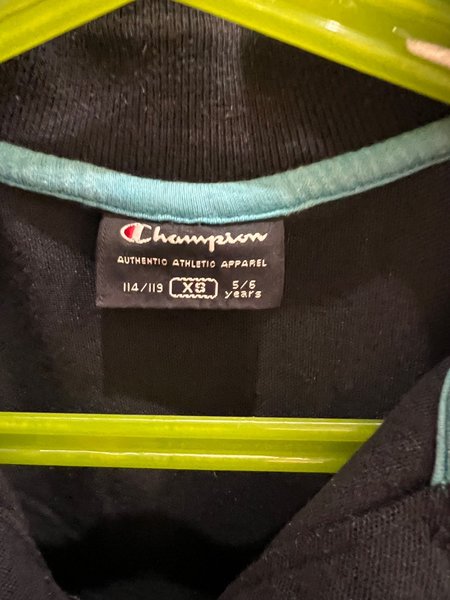 Champion
AUTHENTIC ATHLETIC APPAREL
114/119 XS 5/6
years